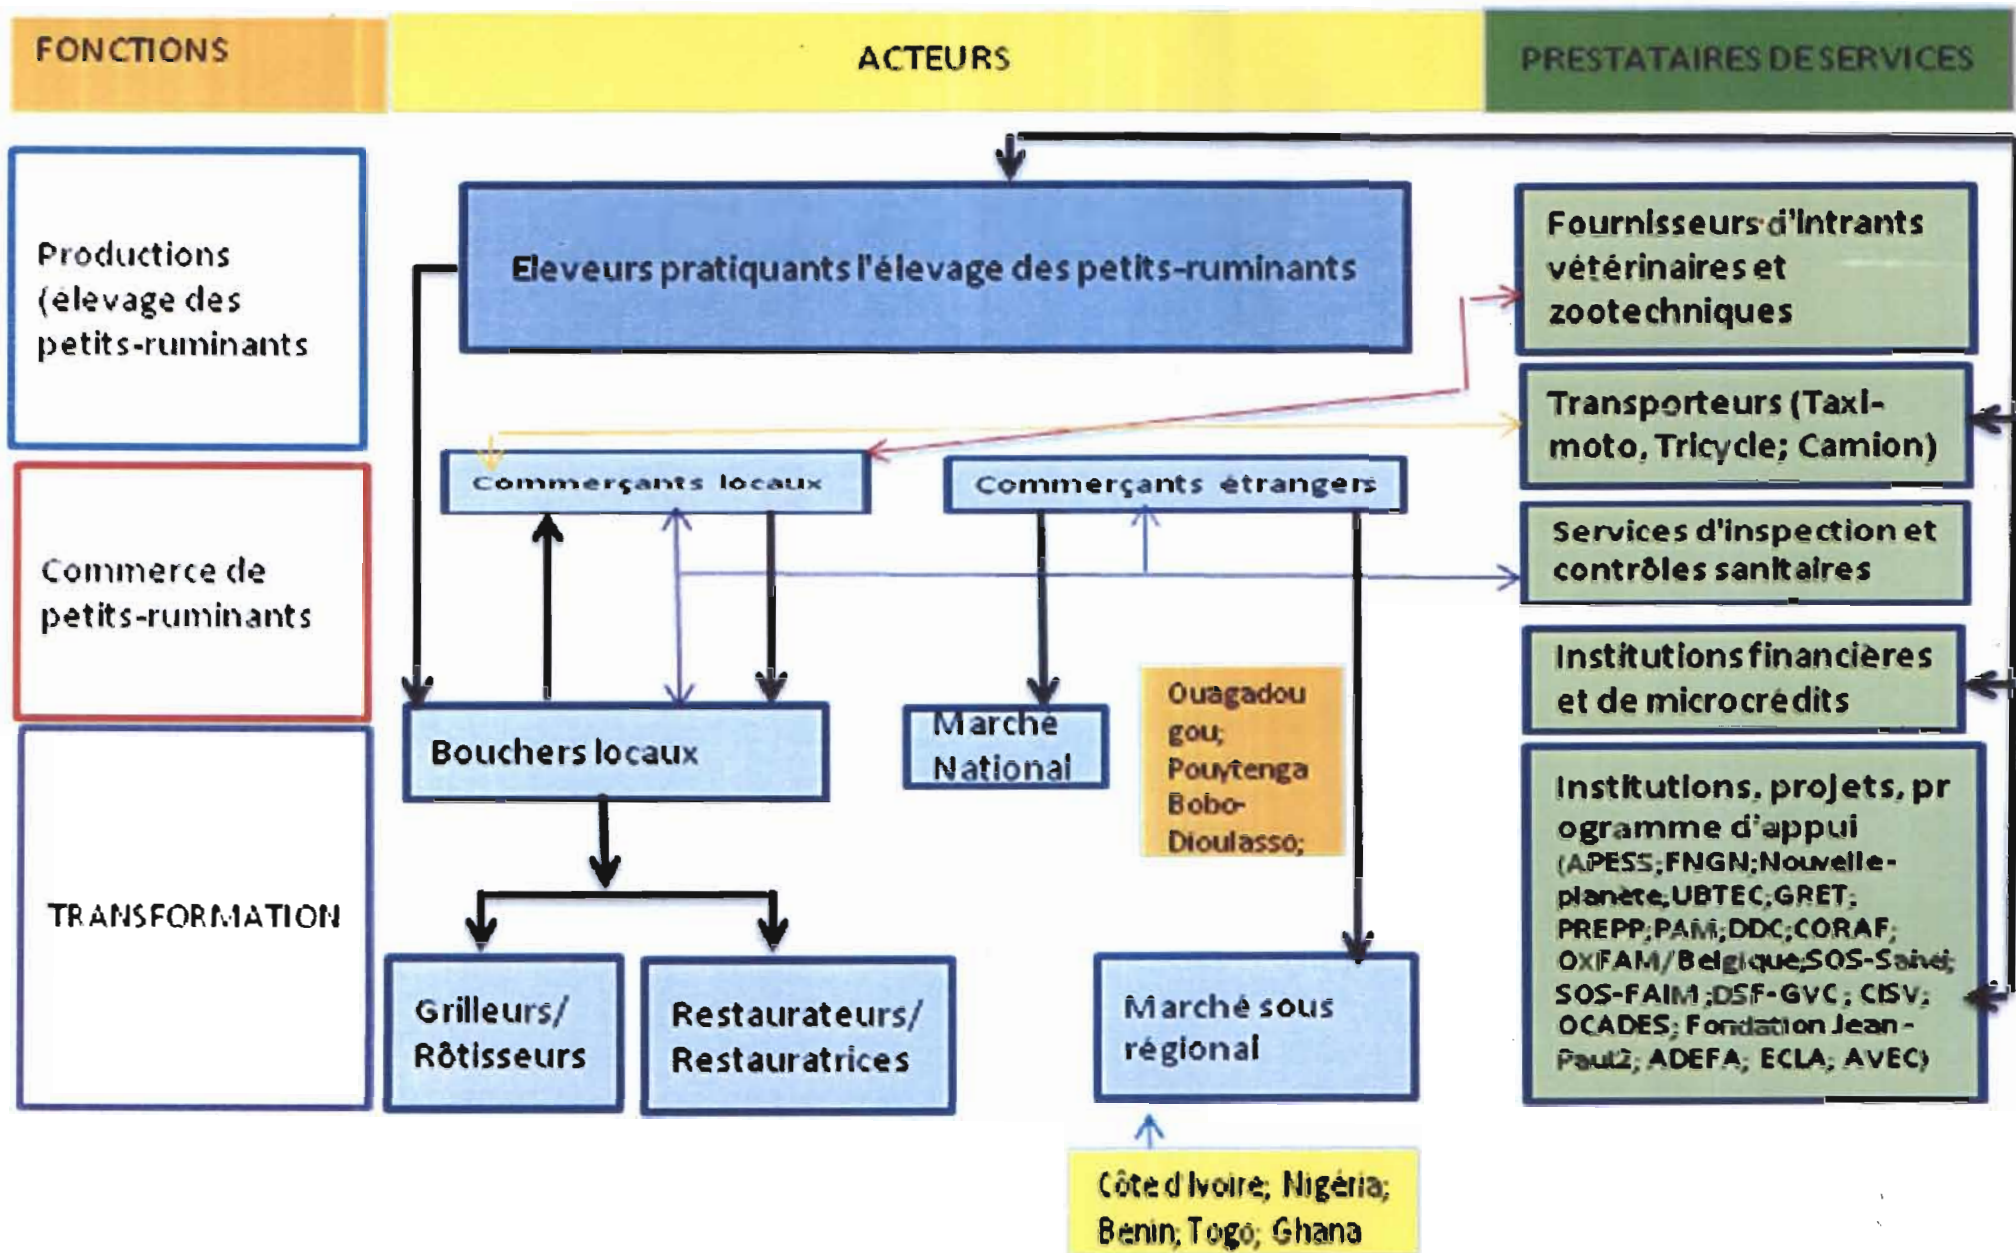 FONCTIONS
ACTEURS
PRESTATAIRES DE SERVICES
Productions
(élevage des
petits-ruminants
Eleveurs pratiquants l'élevage des petits-ruminants
Fournisseurs d'intrants
vétérinaires et
zootechniques
Transporteurs (Taxi-
moto, Tricycle; Camion)
Commerçants locaux
Commerçants étrangers
Services d'inspection et
contrôles sanitaires
Commerce de
petits-ruminants
Institutions financières
et de microcrédits
Bouchers locaux
Marché
National
Ouagadou
gou;
Pouytenga
Bobo-
Dioulasso;
Institutions, projets, pr
ogramme d'appui
(APESS;FNGN;Nouvelle-
planète;UBTEC;GRET;
PREPP;PAM;DDC;CORAF;
OXFAM/Belgique;SOS-Sahel;
SOS-FAIM;DSF-GVC; CISV;
OCADES; Fondation Jean-
Paul2; ADEFA; ECLA; AVEC)
TRANSFORMATION
Grilleurs/
Rôtisseurs
Restaurateurs/
Restauratrices
Marché sous
régional
Côte d'Ivoire; Nigéria;
Benin; Togo; Ghana